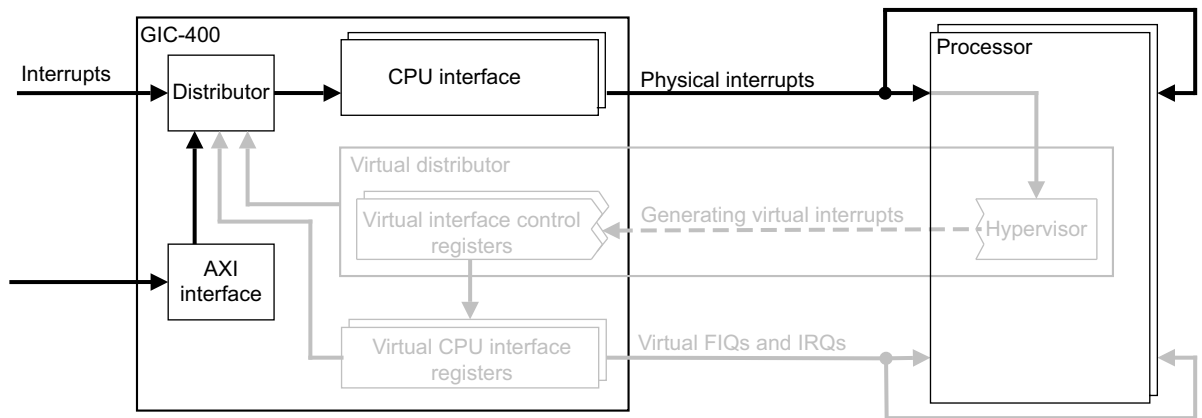 GIC-400
Processor
Interrupts
Distributor
CPU interface
Physical interrupts
Virtual distributor
Virtual interface control
registers
Generating virtual interrupts
Hypervisor
AXI
interface
Virtual CPU interface
registers
Virtual FIQs and IRQs